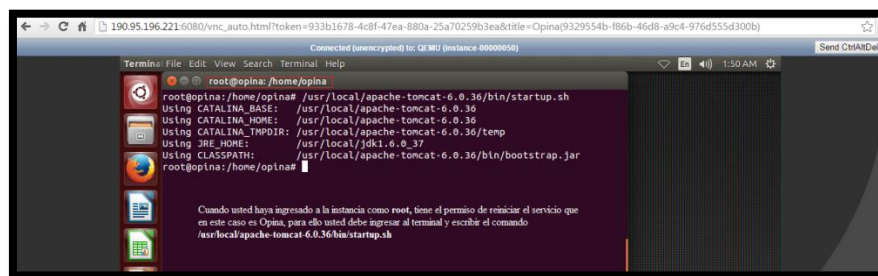 190.95.196.221:6080/vnc_auto.html?token=933b1678-4c8f-47ea-880a-25a70259b3ea&title=Opina(9329554b-f86b-46d8-a9c4-976d555d300b)
Connected (unencrypted) to: QEMU (instance-00000050)
Send CtrlAltDel
Terminal File Edit View Search Terminal Help
En
1:50 AM
root@opina: /home/opina
root@opina:/home/opina# /usr/local/apache-tomcat-6.0.36/bin/startup.sh
Using CATALINA_BASE: /usr/local/apache-tomcat-6.0.36
Using CATALINA_HOME: /usr/local/apache-tomcat-6.0.36
Using CATALINA_TMPDIR: /usr/local/apache-tomcat-6.0.36/temp
Using JRE_HOME: /usr/local/jdk1.6.0_37
Using CLASSPATH: /usr/local/apache-tomcat-6.0.36/bin/bootstrap.jar
root@opina:/home/opina#
Cuando usted haya ingresado a la instancia como root, tiene el permiso de reiniciar el servicio que
en este caso es Opina, para ello usted debe ingresar al terminal y escribir el comando
/usr/local/apache-tomcat-6.0.36/bin/startup.sh